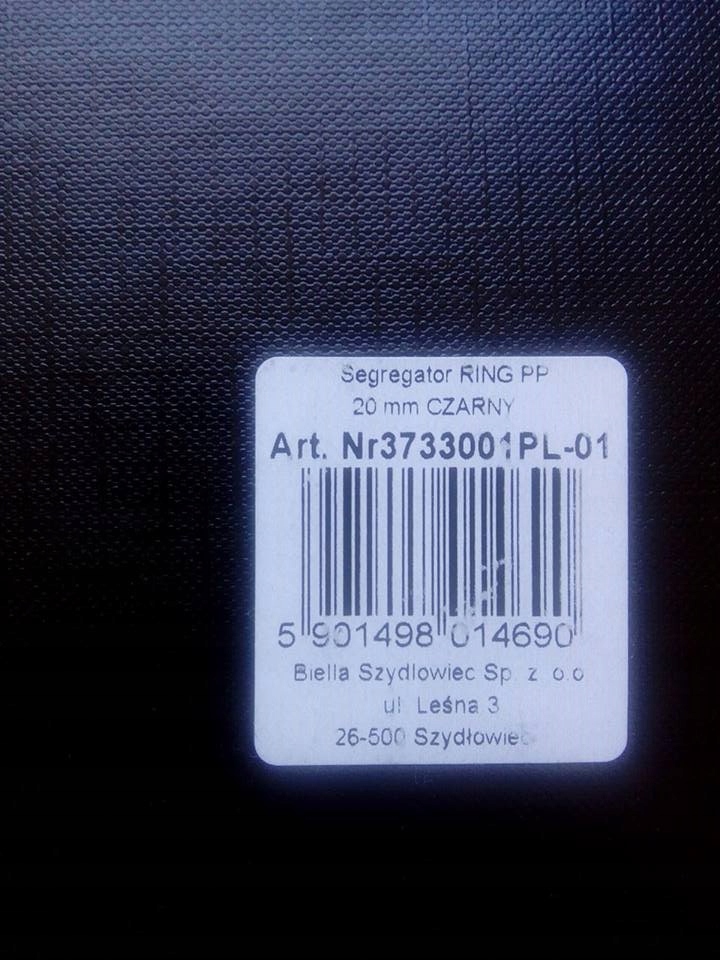 Segregator RING PP
20 mm CZARNY
Art. Nr3733001PL-01
5 901498 014690
Biella Szydlowiec Sp. z o.o
ul. Leśna 3
26-500 Szydłowiec